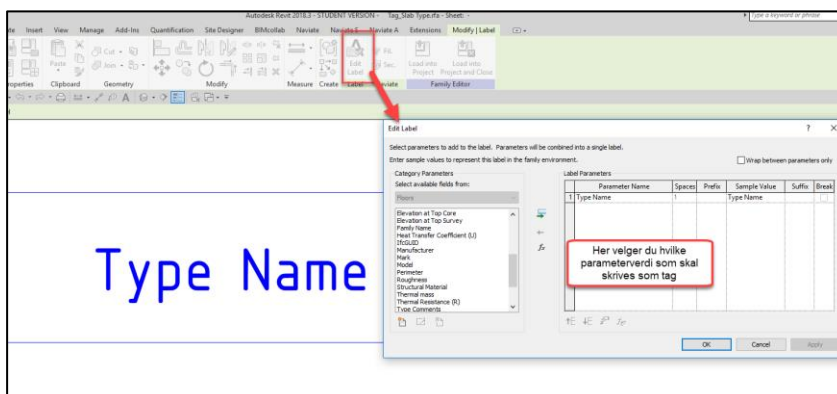 Autodesk Revit 2018.3 - STUDENT VERSION - Tag_Slab Type.rfa - Sheet: -
Type a keyword or phrase
Insert View Manage Add-Ins Quantification Site Designer BIMcollab Naviate Naviate A Extensions Modify | Label
Paste
Cut
Join
Edit
Label
Load into
Project
Load into
Project and Close
Properties Clipboard Geometry Modify Measure Create Label Naviate Family Editor
Type Name
Edit Label
Select parameters to add to the label. Parameters will be combined into a single label.
Enter sample values to represent this label in the family environment.
Wrap between parameters only
Category Parameters
Select available fields from:
Floors
Elevation at Top Core
Elevation at Top Survey
Family Name
Heat Transfer Coefficient (U)
IfcGUID
Manufacturer
Mark
Model
Perimeter
Roughness
Structural Material
Thermal mass
Thermal Resistance (R)
Type Comments
Label Parameters
Parameter Name Spaces Prefix Sample Value Suffix Break
1 Type Name 1 Type Name
Her velger du hvilke
parameterverdi som skal
skrives som tag
OK Cancel Apply